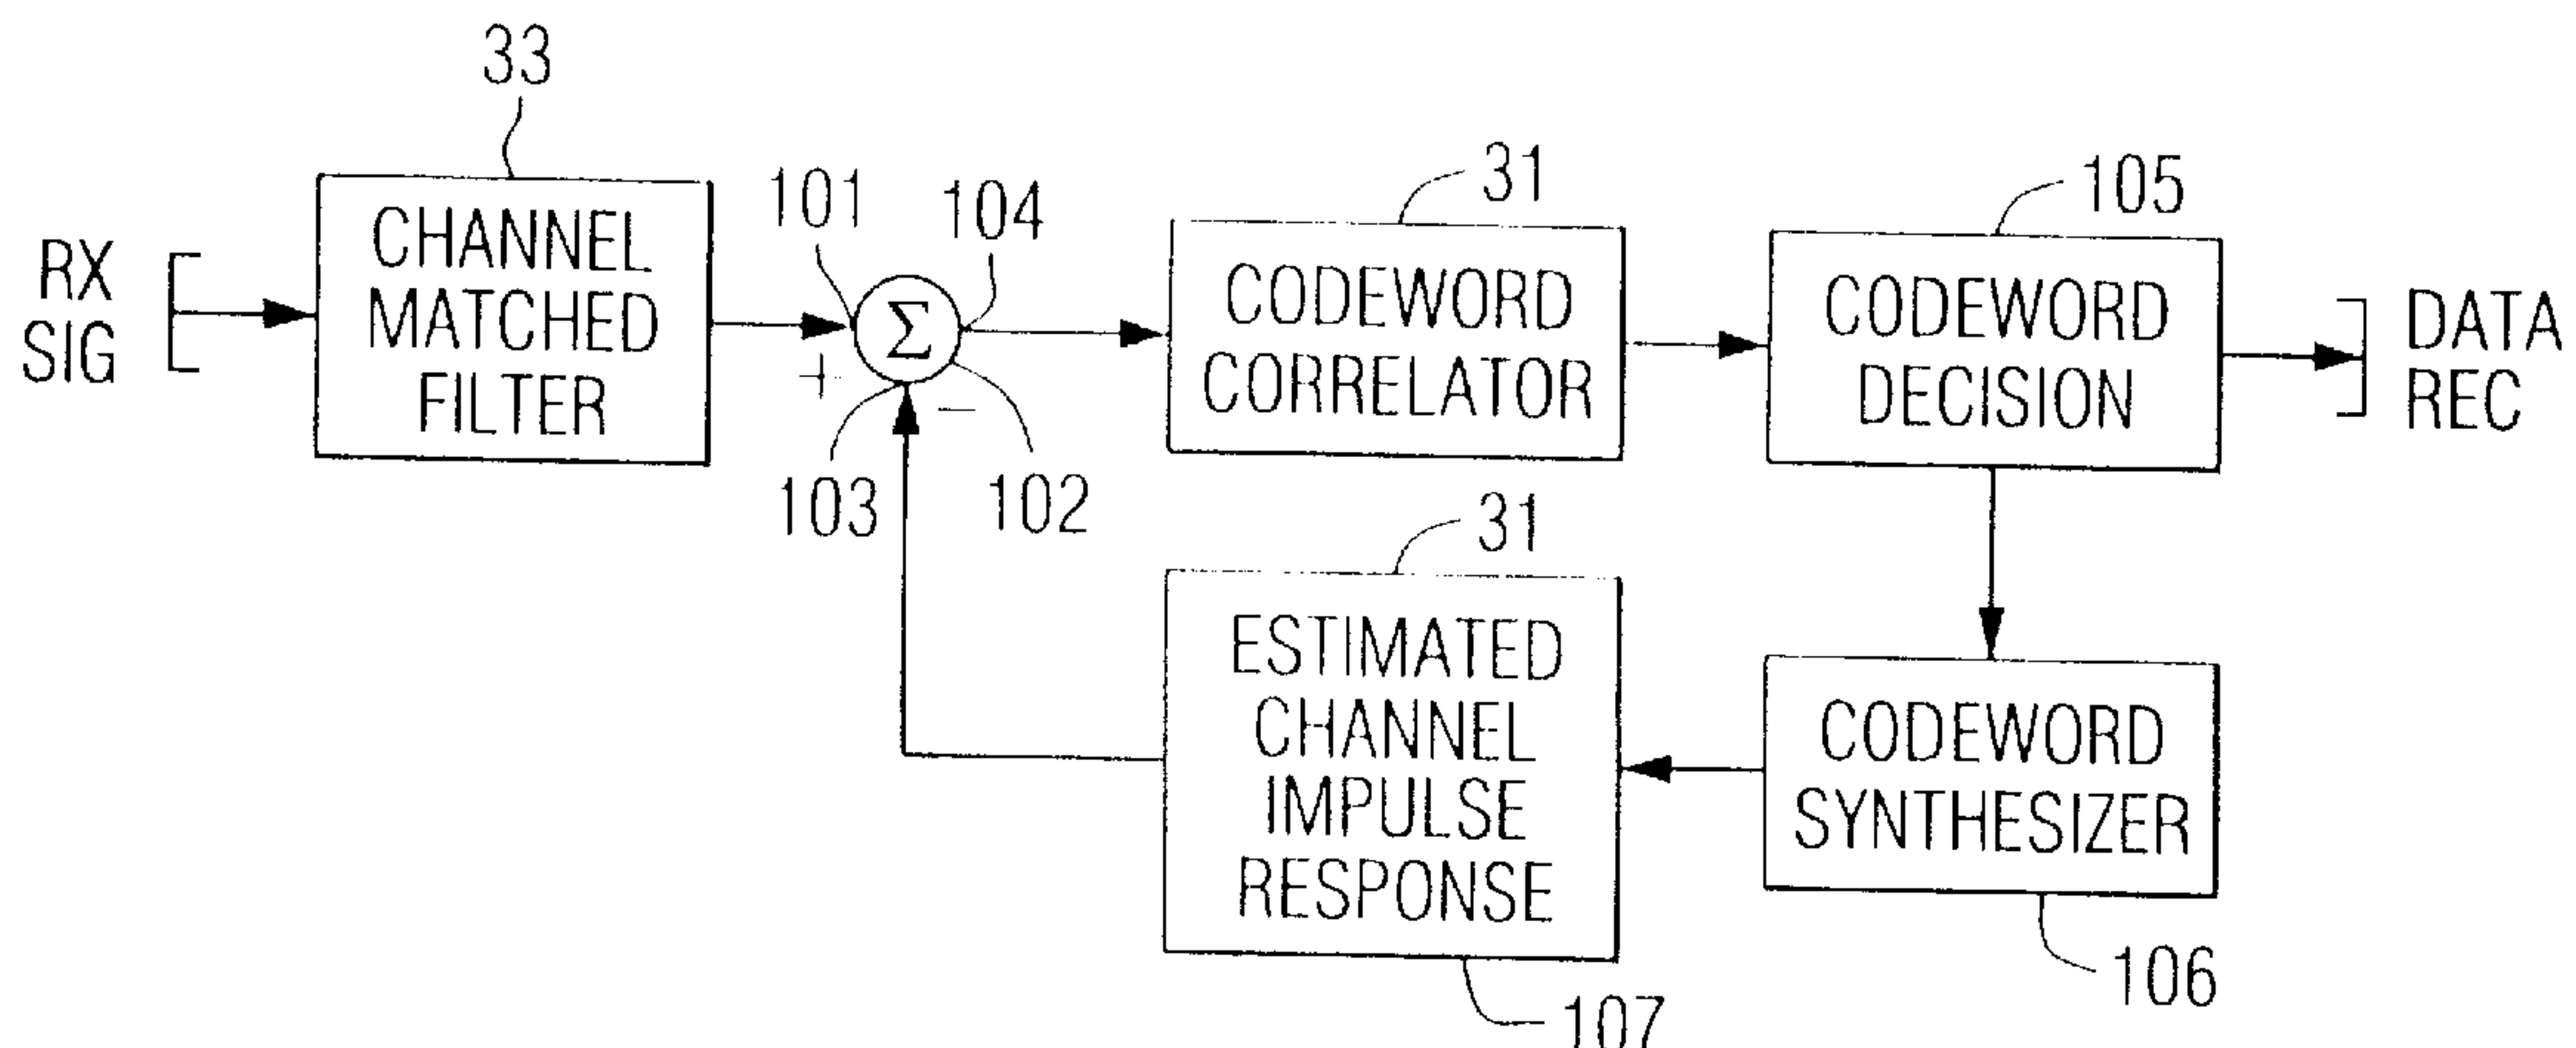 33
CHANNEL
MATCHED
FILTER
RX
SIG
101
104
Σ
+
−
103
102
31
CODEWORD
CORRELATOR
105
CODEWORD
DECISION
DATA
REC
31
ESTIMATED
CHANNEL
IMPULSE
RESPONSE
107
CODEWORD
SYNTHESIZER
106